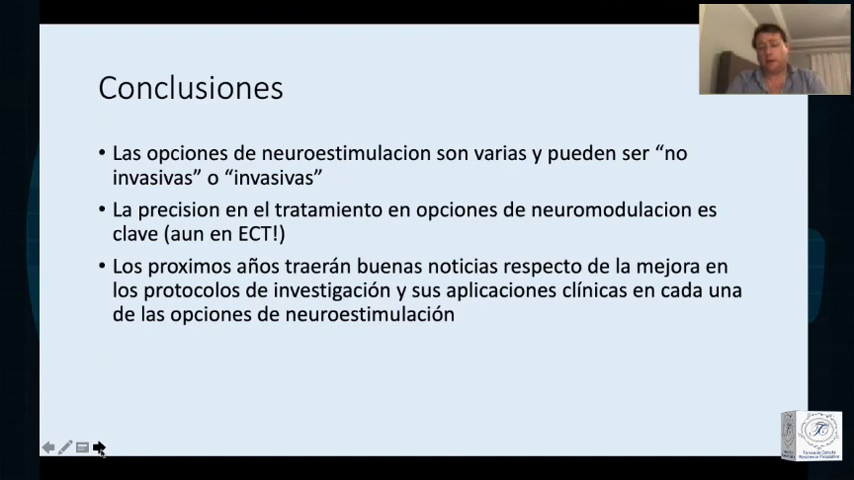 Conclusiones
• Las opciones de neuroestimulacion son varias y pueden ser “no
invasivas” o “invasivas”
• La precision en el tratamiento en opciones de neuromodulacion es
clave (aun en ECT!)
• Los proximos años traerán buenas noticias respecto de la mejora en
los protocolos de investigación y sus aplicaciones clínicas en cada una
de las opciones de neuroestimulación